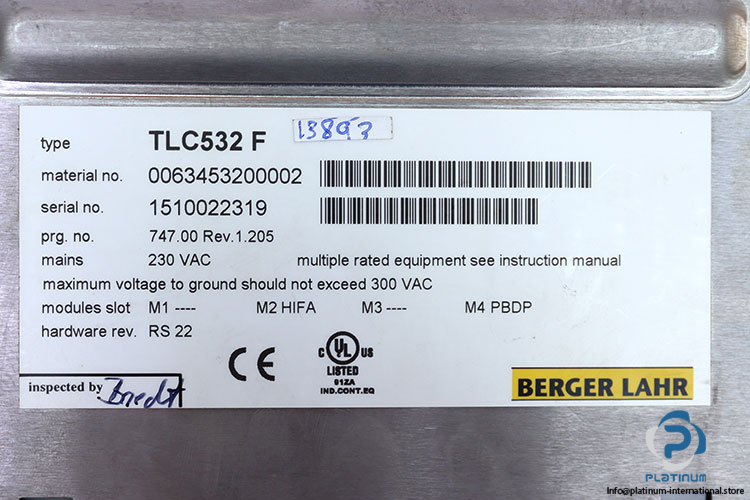 type TLC532 F 13893
material no. 0063453200002
serial no. 1510022319
prg. no. 747.00 Rev.1.205
mains 230 VAC multiple rated equipment see instruction manual
maximum voltage to ground should not exceed 300 VAC
modules slot M1 ---- M2 HIFA M3 ---- M4 PBDP
hardware rev. RS 22
CE
C UL US
LISTED
91ZA
IND.CONT.EQ
inspected by
BERGER LAHR
PLATINUM
Info@platinum-international.store